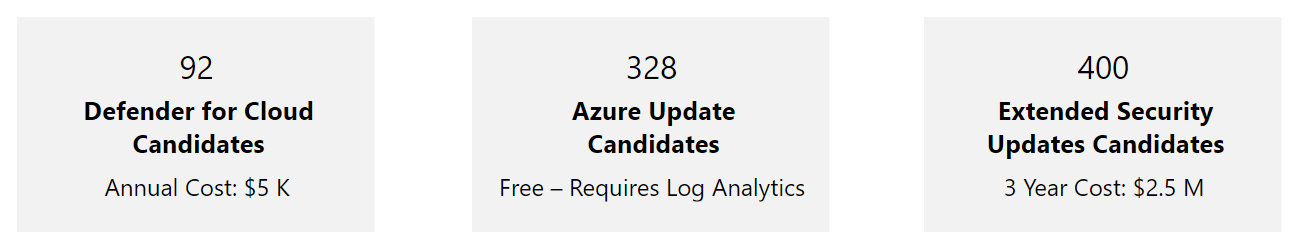 92
Defender for Cloud
Candidates
Annual Cost: $5 K
328
Azure Update
Candidates
Free – Requires Log Analytics
400
Extended Security
Updates Candidates
3 Year Cost: $2.5 M